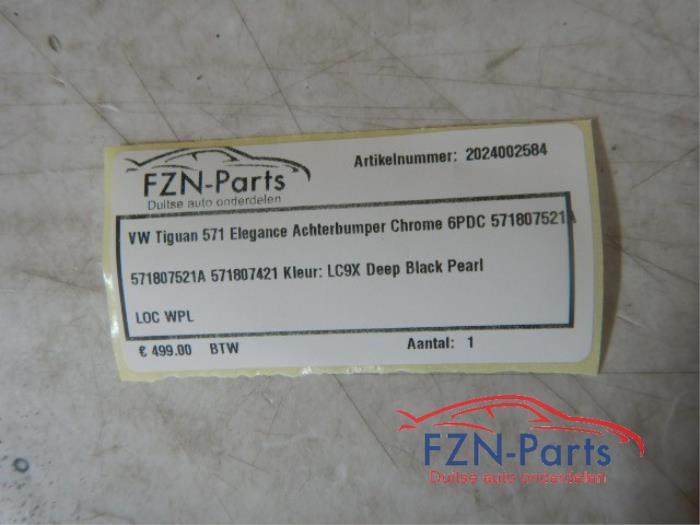 FZN-Parts
Duitse auto onderdelen
Artikelnummer: 2024002584
VW Tiguan 571 Elegance Achterbumper Chrome 6PDC 571807521A
571807521A 571807421 Kleur: LC9X Deep Black Pearl
LOC WPL
€ 499.00 BTW
Aantal: 1
FZN-Parts
Duitse auto onderdelen